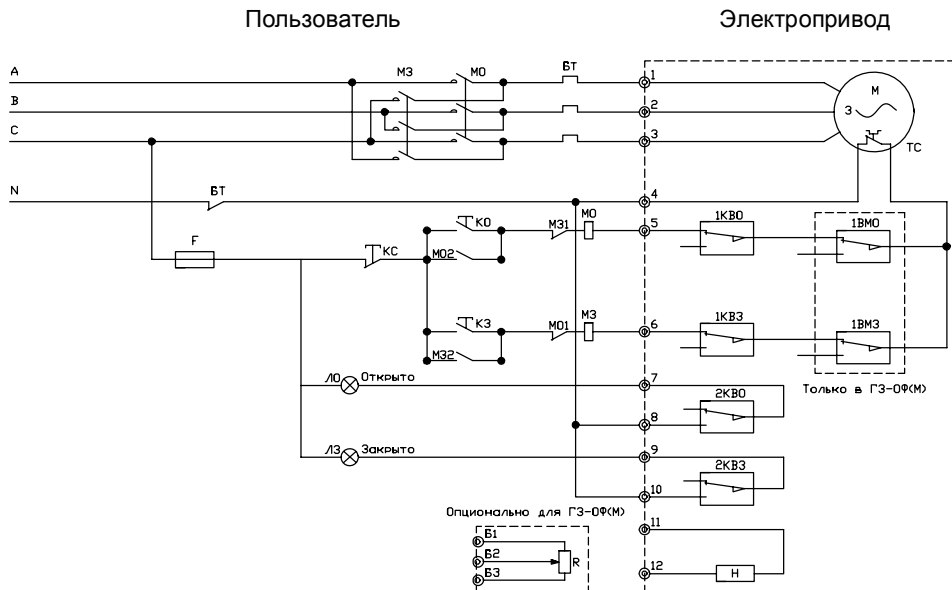 Пользователь
Электропривод
A
B
C
N
МЗ
МО
БТ
1
2
3
М
3
ТС
БТ
4
F
КС
КО
МО2
МЗ1
МО
5
1КВО
1ВМО
КЗ
МЗ2
МО1
МЗ
6
1КВЗ
1ВМЗ
Только в ГЗ-ОФ(М)
ЛО
Открыто
7
2КВО
8
ЛЗ
Закрыто
9
2КВЗ
10
Опционально для ГЗ-ОФ(М)
Б1
Б2
Б3
R
11
12
Н